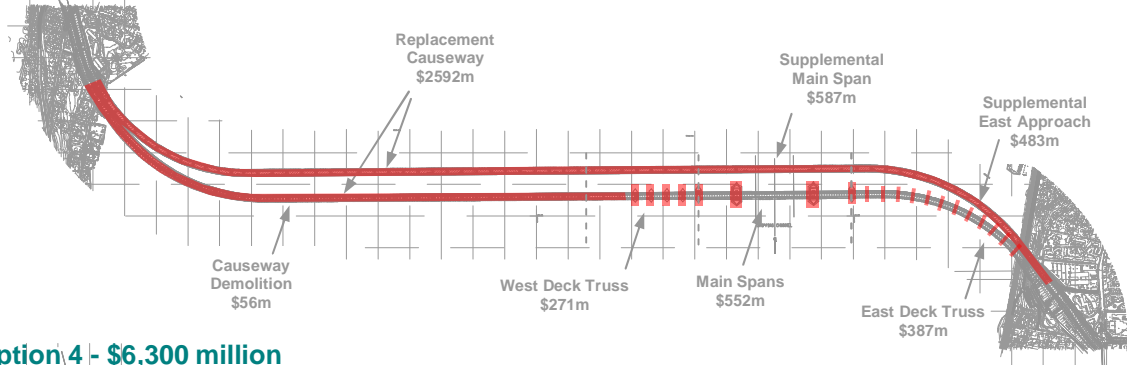 Replacement
Causeway
$2592m
Supplemental
Main Span
$587m
Supplemental
East Approach
$483m
Causeway
Demolition
$56m
West Deck Truss
$271m
Main Spans
$552m
East Deck Truss
$387m
ption 4 - $6,300 million